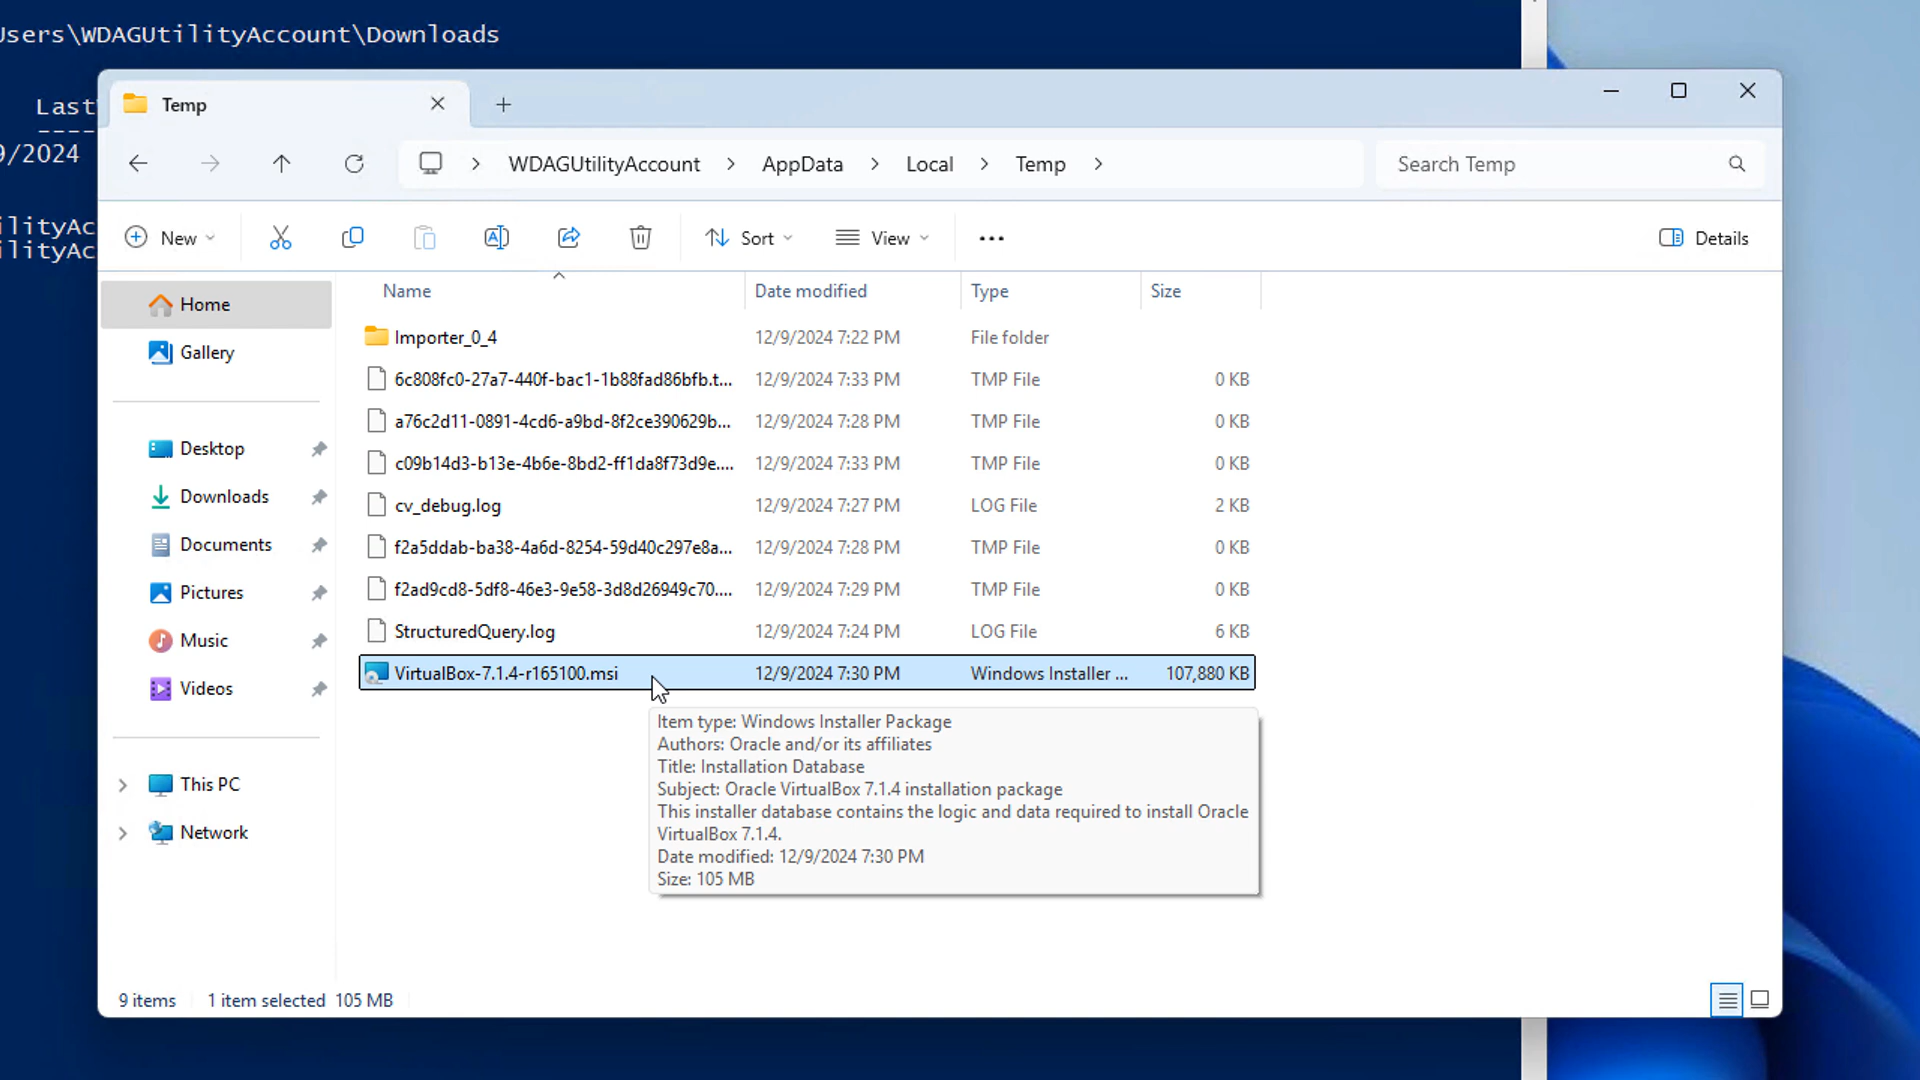 Users\WDAGUtilityAccount\Downloads
Last
----
9/2024
ilityAc
ilityAc
Temp
WDAGUtilityAccount > AppData > Local > Temp >
Search Temp
New
Sort
View
Details
Name Date modified Type Size
Importer_0_4 12/9/2024 7:22 PM File folder
6c808fc0-27a7-440f-bac1-1b88fad86bfb.t... 12/9/2024 7:33 PM TMP File 0 KB
a76c2d11-0891-4cd6-a9bd-8f2ce390629b... 12/9/2024 7:28 PM TMP File 0 KB
c09b14d3-b13e-4b6e-8bd2-ff1da8f73d9e.... 12/9/2024 7:33 PM TMP File 0 KB
cv_debug.log 12/9/2024 7:27 PM LOG File 2 KB
f2a5ddab-ba38-4a6d-8254-59d40c297e8a... 12/9/2024 7:28 PM TMP File 0 KB
f2ad9cd8-5df8-46e3-9e58-3d8d26949c70.... 12/9/2024 7:29 PM TMP File 0 KB
StructuredQuery.log 12/9/2024 7:24 PM LOG File 6 KB
VirtualBox-7.1.4-r165100.msi 12/9/2024 7:30 PM Windows Installer ... 107,880 KB
Item type: Windows Installer Package
Authors: Oracle and/or its affiliates
Title: Installation Database
Subject: Oracle VirtualBox 7.1.4 installation package
This installer database contains the logic and data required to install Oracle
VirtualBox 7.1.4.
Date modified: 12/9/2024 7:30 PM
Size: 105 MB
Home
Gallery
Desktop
Downloads
Documents
Pictures
Music
Videos
This PC
Network
9 items 1 item selected 105 MB